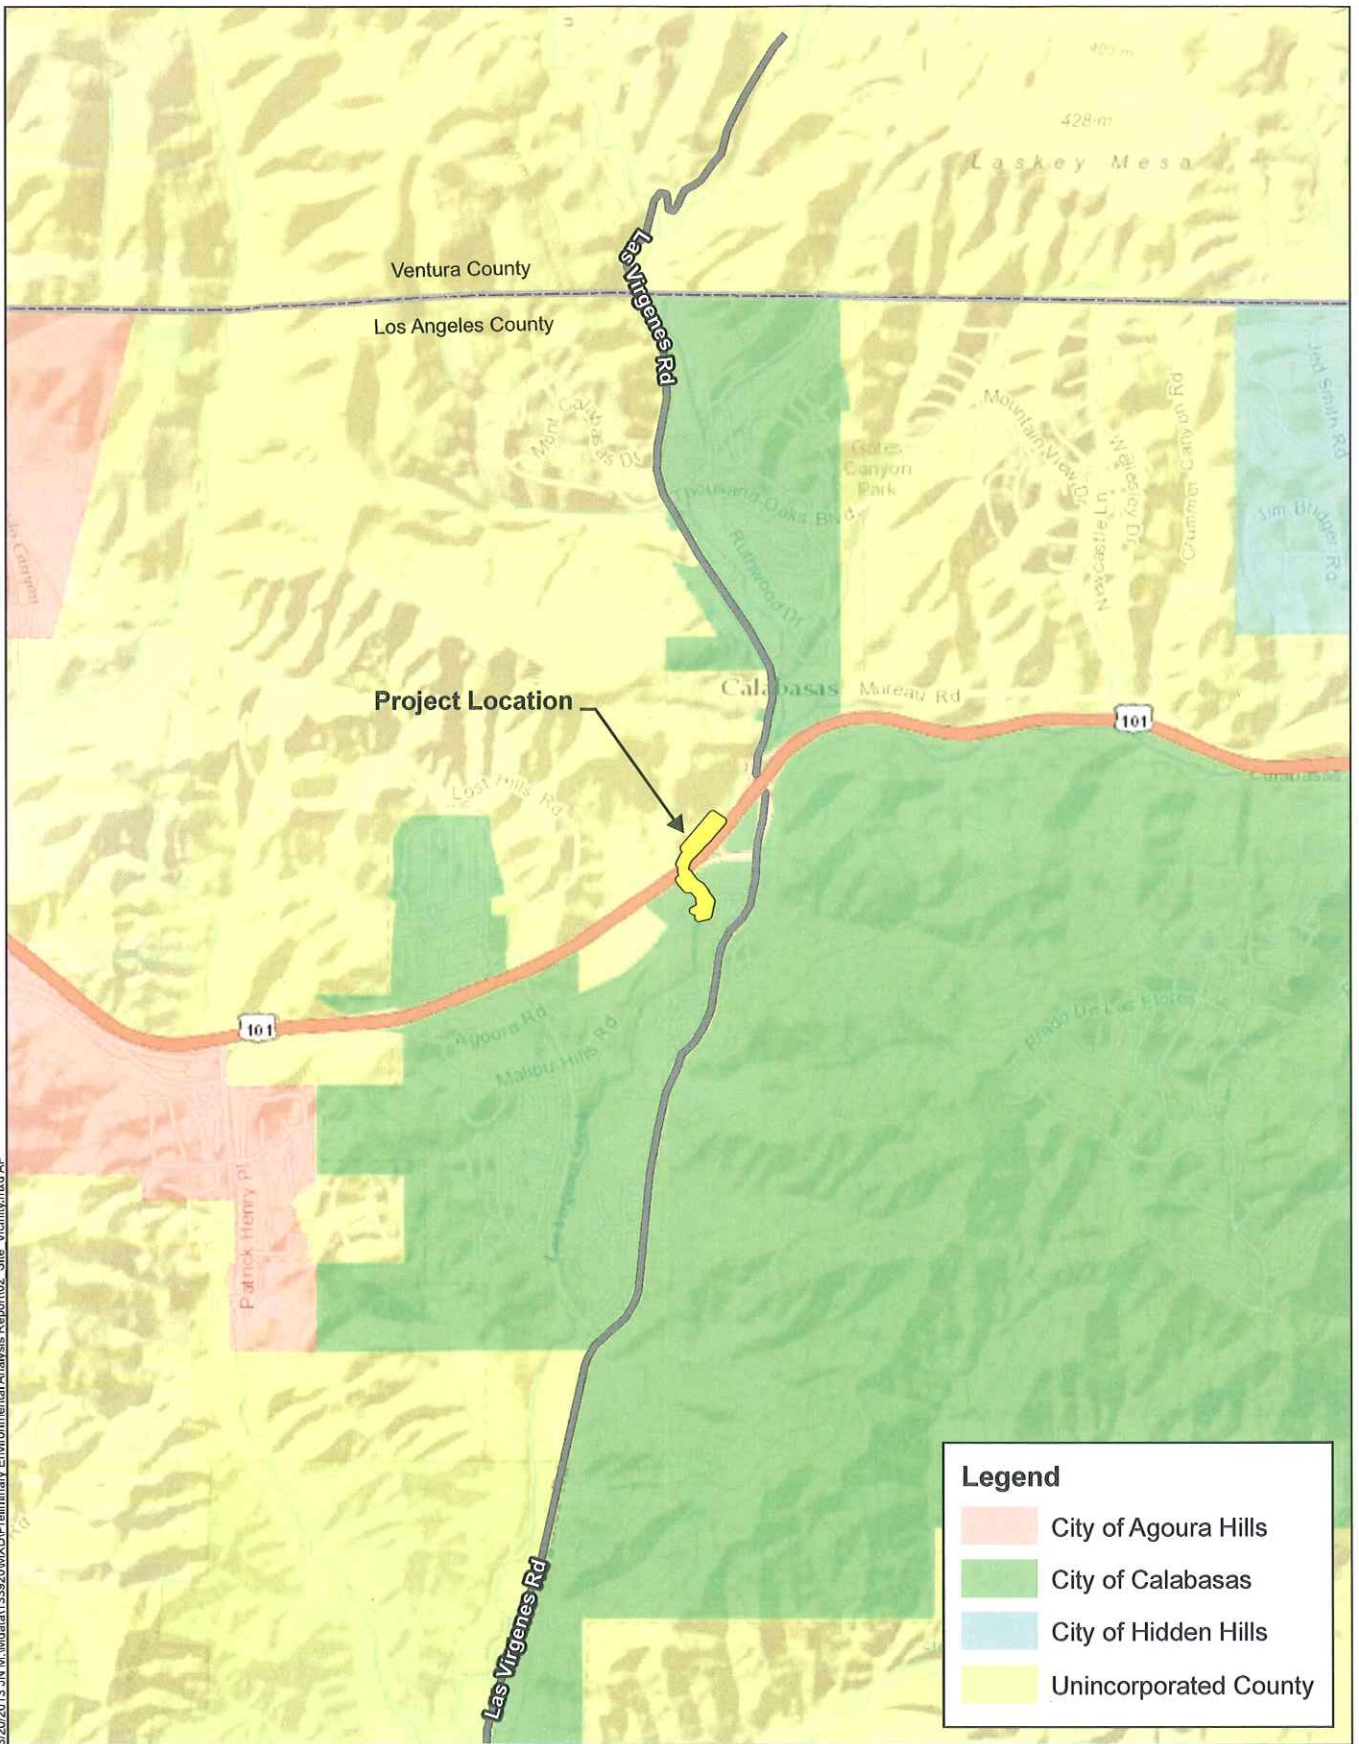 400 m
428 m
Laskey Mesa
Las Virgenes Rd
Ventura County
Los Angeles County
Mont Calabasas Dr
Gates
Canyon
Park
Mountain View Dr
Newcastle Ln
Wellesley Dr
Crummer Canyon Rd
Jed Smith Rd
Jim Bridger Rd
Thousand Oaks Blvd
Ruthwood Dr
Canyon
Project Location
Calabasas
Mureau Rd
101
Calabasas
Lost Hills Rd
101
Agoura Rd
Malibu Hills Rd
Prado De Las Flores
Patrick Henry Pl
Las Virgenes Rd
Legend
City of Agoura Hills
City of Calabasas
City of Hidden Hills
Unincorporated County